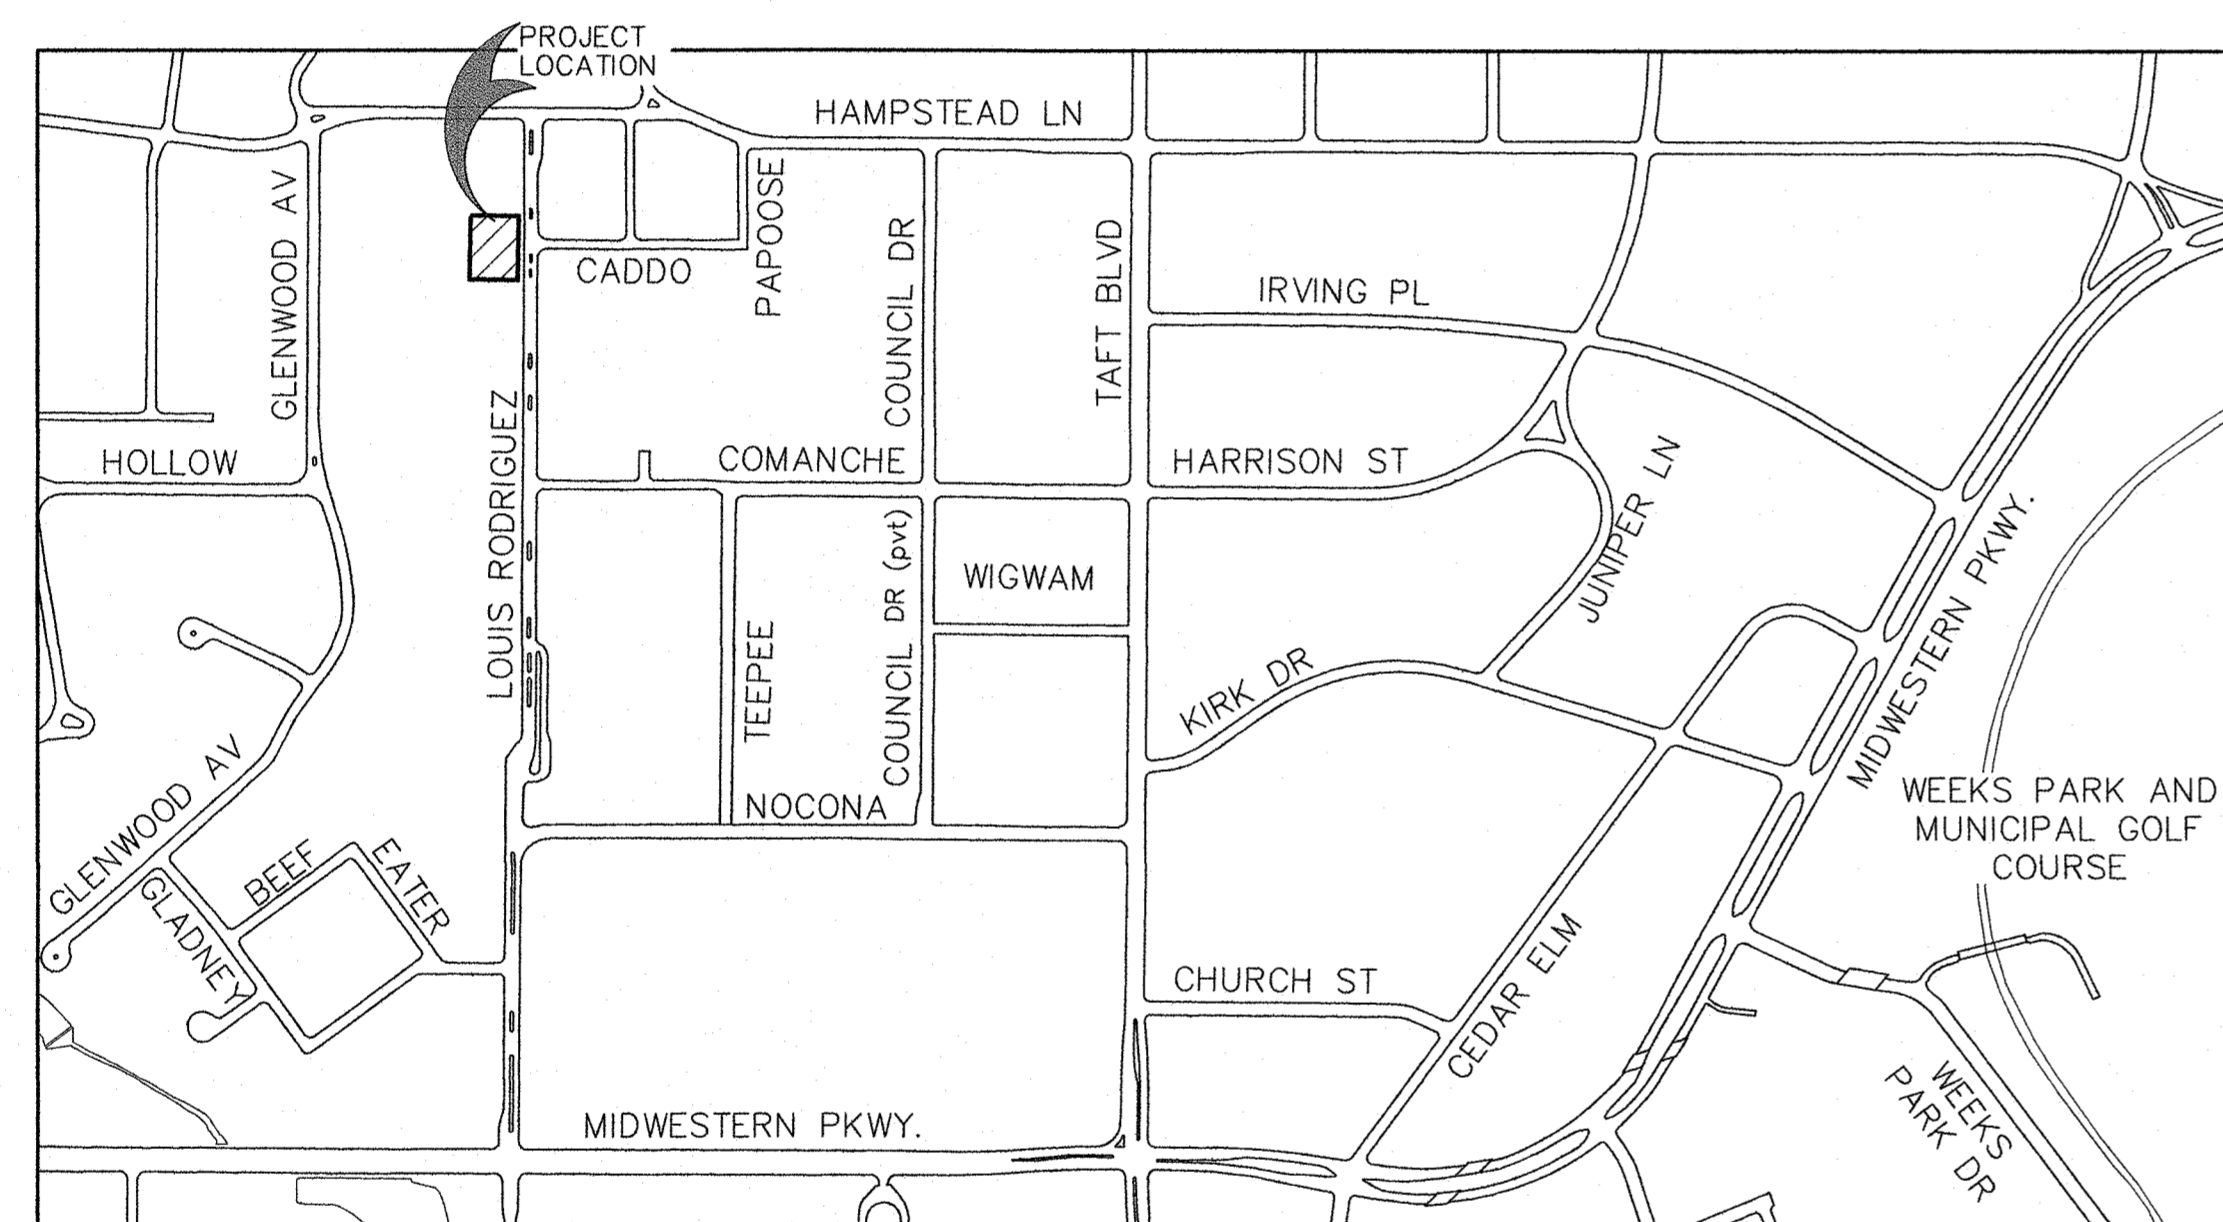 PROJECT
LOCATION
HAMPSTEAD LN
GLENWOOD AV
PAPOOSE
COUNCIL DR
TAFT BLVD
CADDO
IRVING PL
LOUIS RODRIGUEZ
HOLLOW
COMANCHE
HARRISON ST
JUNIPER LN
MIDWESTERN PKWY.
COUNCIL DR (pvt)
WIGWAM
TEEPEE
KIRK DR
GLENWOOD AV
NOCONA
WEEKS PARK AND
MUNICIPAL GOLF
COURSE
BEEF
EATER
GLADNEY
CHURCH ST
CEDAR ELM
MIDWESTERN PKWY.
WEEKS
PARK DR